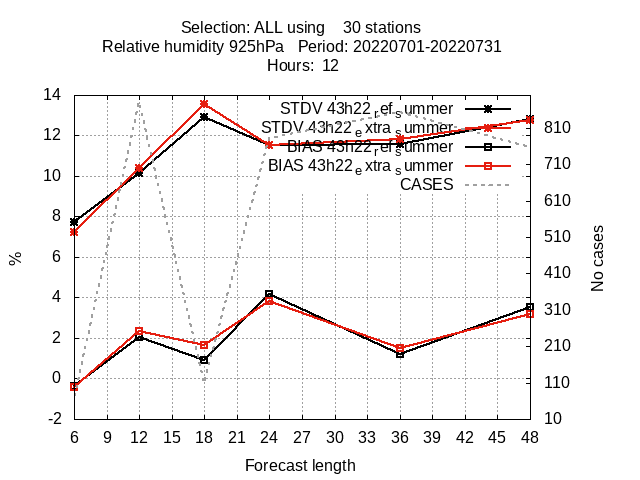 Selection: ALL using    30 stations
Relative humidity 925hPa   Period: 20220701-20220731
Hours:  12
STDV 43h22_ref_summer
STDV 43h22_extra_summer
BIAS 43h22_ref_summer
BIAS 43h22_extra_summer
CASES
14
12
10
8
6
4
2
0
-2
%
810
710
610
510
410
310
210
110
10
No cases
6 9 12 15 18 21 24 27 30 33 36 39 42 45 48
Forecast length